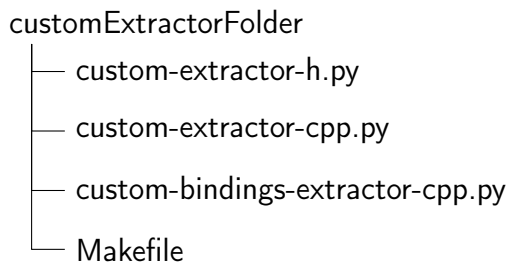 customExtractorFolder
custom-extractor-h.py
custom-extractor-cpp.py
custom-bindings-extractor-cpp.py
Makefile